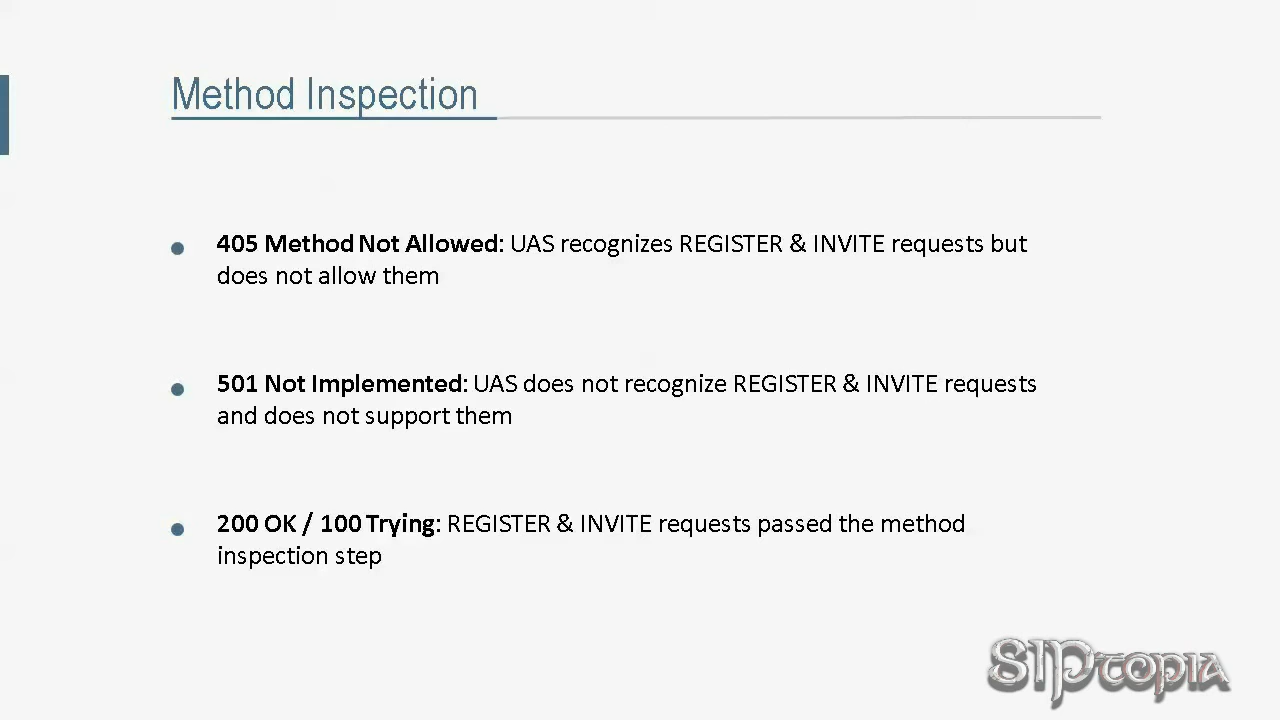 Method Inspection
405 Method Not Allowed: UAS recognizes REGISTER & INVITE requests but
does not allow them
501 Not Implemented: UAS does not recognize REGISTER & INVITE requests
and does not support them
200 OK / 100 Trying: REGISTER & INVITE requests passed the method
inspection step
SIPtopia